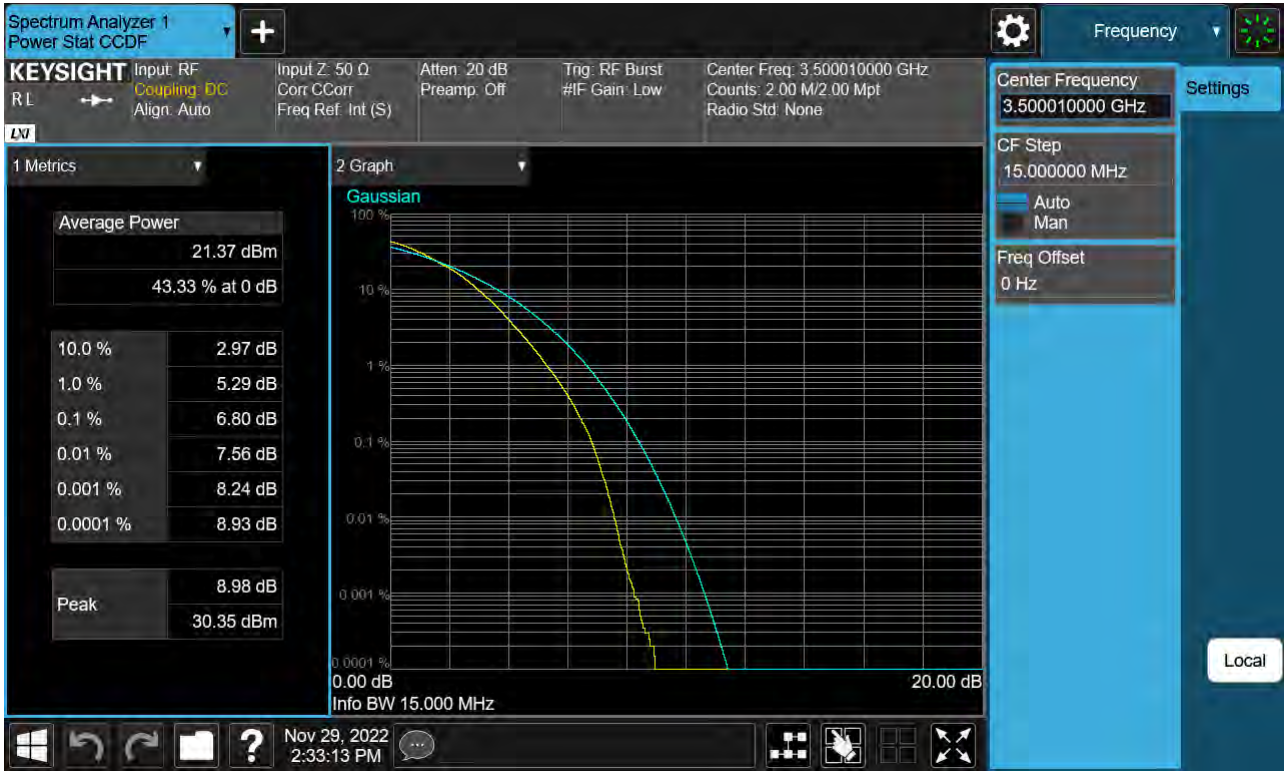 Spectrum Analyzer 1
Power Stat CCDF
Frequency
KEYSIGHT
RL
LXI
Input: RF
Coupling: DC
Align: Auto
Input Z: 50 Ω
Corr CCorr
Freq Ref: Int (S)
Atten: 20 dB
Preamp: Off
Trig: RF Burst
#IF Gain: Low
Center Freq: 3.500010000 GHz
Counts: 2.00 M/2.00 Mpt
Radio Std: None
Center Frequency
3.500010000 GHz
Settings
CF Step
15.000000 MHz
Auto
Man
Freq Offset
0 Hz
1 Metrics
Average Power
21.37 dBm
43.33 % at 0 dB
10.0 % 2.97 dB
1.0 % 5.29 dB
0.1 % 6.80 dB
0.01 % 7.56 dB
0.001 % 8.24 dB
0.0001 % 8.93 dB
Peak
8.98 dB
30.35 dBm
2 Graph
Gaussian
100 %
10 %
1 %
0.1 %
0.01 %
0.001 %
0.0001 %
0.00 dB 20.00 dB
Info BW 15.000 MHz
Local
?
Nov 29, 2022
2:33:13 PM